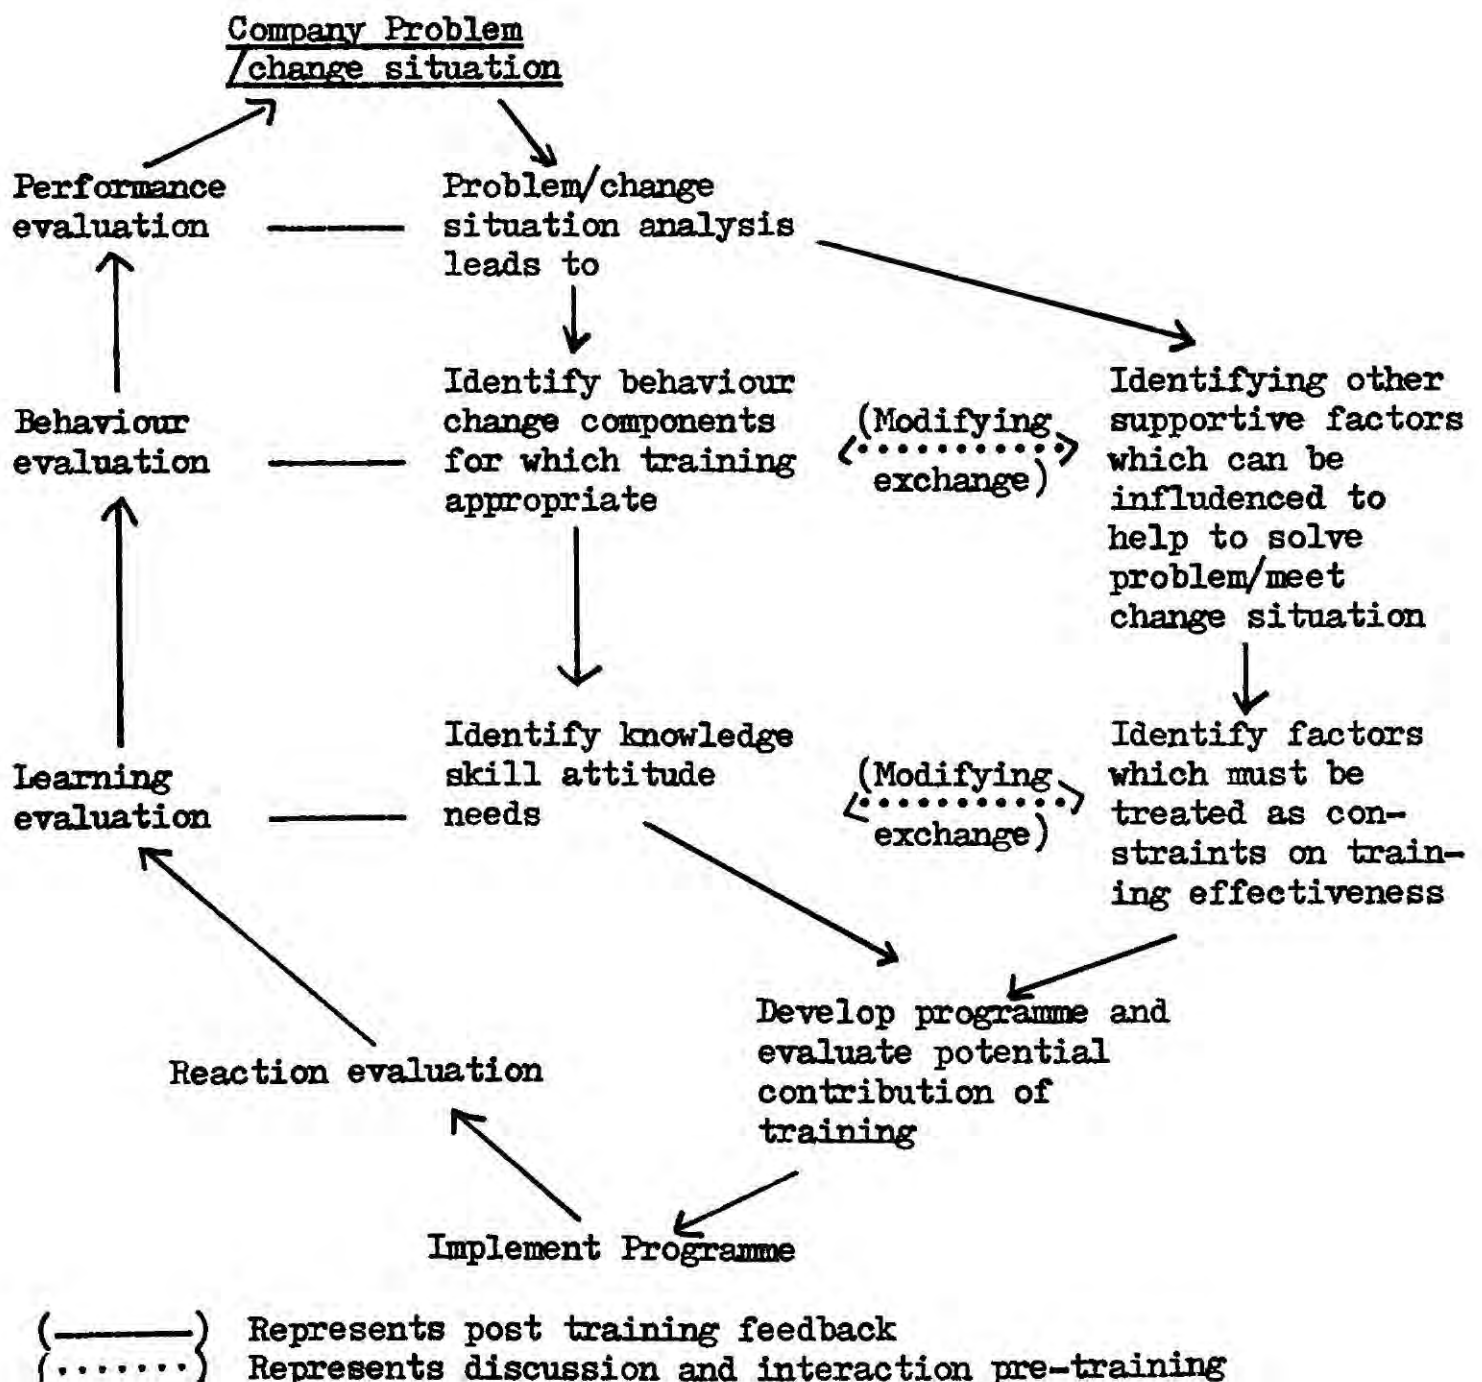 Company Problem
/change situation
Performance
evaluation
Problem/change
situation analysis
leads to
Behaviour
evaluation
Identify behaviour
change components
for which training
appropriate
(Modifying
exchange)
Identifying other
supportive factors
which can be
infludenced to
help to solve
problem/meet
change situation
Learning
evaluation
Identify knowledge
skill attitude
needs
(Modifying
exchange)
Identify factors
which must be
treated as con-
straints on train-
ing effectiveness
Develop programme and
evaluate potential
contribution of
training
Reaction evaluation
Implement Programme
(———) Represents post training feedback
(.......) Represents discussion and interaction pre-training